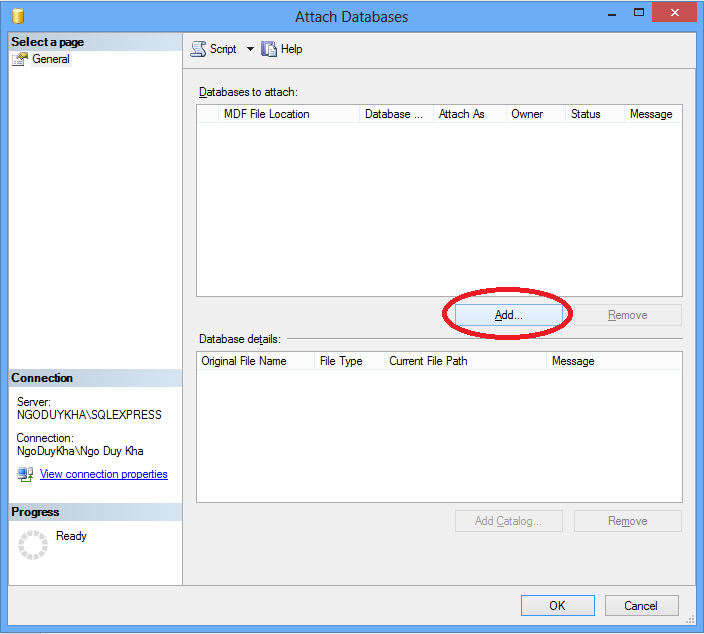 Attach Databases
Select a page
General
Script
Help
Databases to attach:
MDF File Location
Database ...
Attach As
Owner
Status
Message
Add...
Remove
Database details:
Original File Name
File Type
Current File Path
Message
Add Catalog...
Remove
Connection
Server:
NGODUYKHA\SQLEXPRESS
Connection:
NgoDuyKha\Ngo Duy Kha
View connection properties
Progress
Ready
OK
Cancel